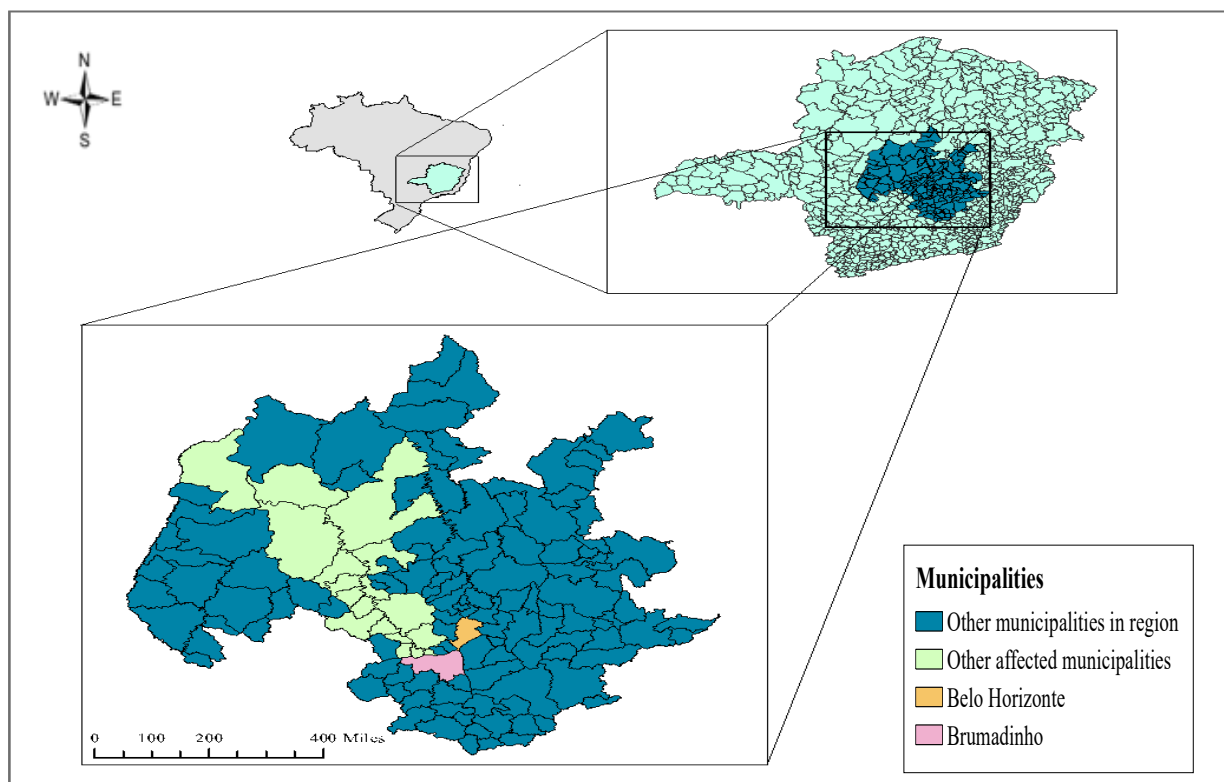 N
W E
S
0 100 200 400 Miles
Municipalities
Other municipalities in region
Other affected municipalities
Belo Horizonte
Brumadinho